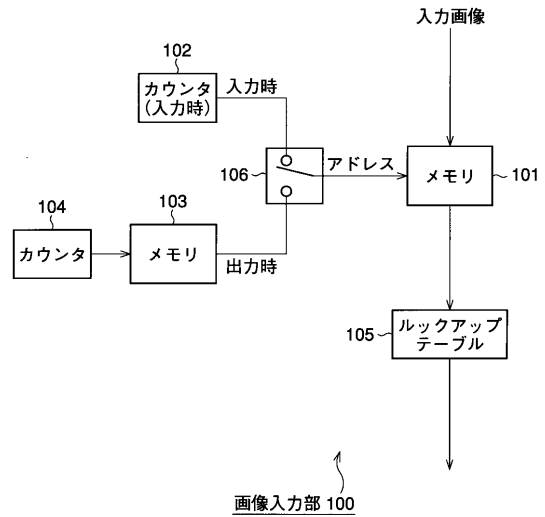 入力画像
102
カウンタ
(入力時)
入力時
106
アドレス
メモリ
101
104
カウンタ
103
メモリ
出力時
105
ルックアップ
テーブル
画像入力部 100